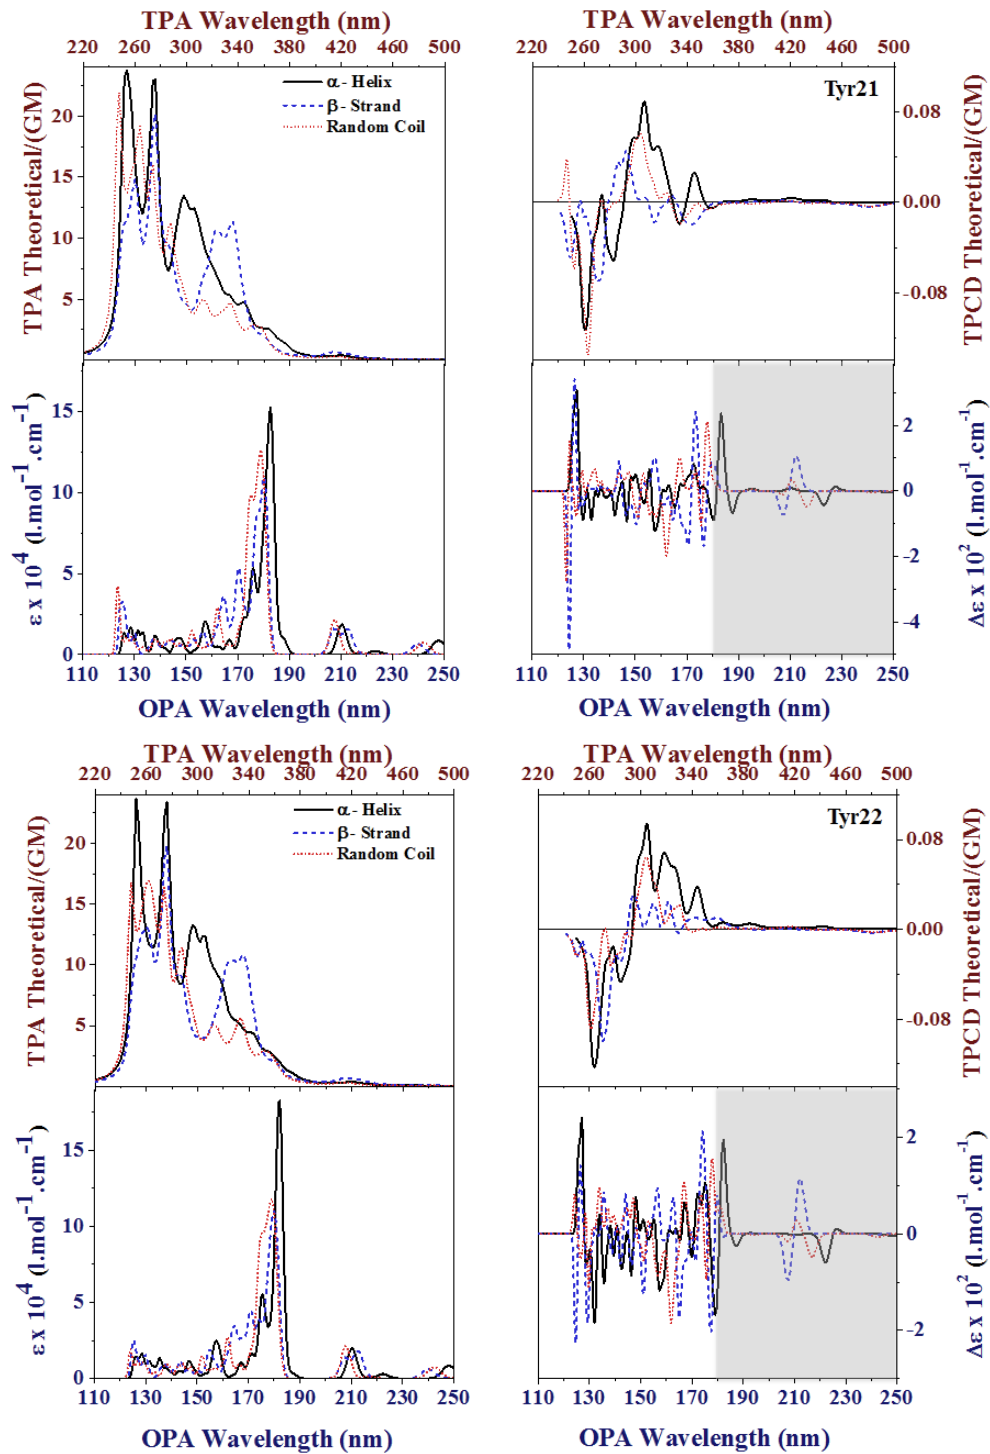 TPA Wavelength (nm)
220 260 300 340 380 420 460 500
TPA Theoretical/(GM)
20
15
10
5
α - Helix
β - Strand
Random Coil
TPA Wavelength (nm)
220 260 300 340 380 420 460 500
Tyr21
0.08
0.00
-0.08
TPCD Theoretical/(GM)
ε x 10⁴ (l.mol⁻¹.cm⁻¹)
15
10
5
0
110 130 150 170 190 210 230 250
OPA Wavelength (nm)
2
0
-2
-4
Δε x 10² (l.mol⁻¹.cm⁻¹)
110 130 150 170 190 210 230 250
OPA Wavelength (nm)
TPA Wavelength (nm)
220 260 300 340 380 420 460 500
TPA Theoretical/(GM)
20
15
10
5
α - Helix
β - Strand
Random Coil
TPA Wavelength (nm)
220 260 300 340 380 420 460 500
Tyr22
0.08
0.00
-0.08
TPCD Theoretical/(GM)
ε x 10⁴ (l.mol⁻¹.cm⁻¹)
15
10
5
0
110 130 150 170 190 210 230 250
OPA Wavelength (nm)
2
0
-2
Δε x 10² (l.mol⁻¹.cm⁻¹)
110 130 150 170 190 210 230 250
OPA Wavelength (nm)